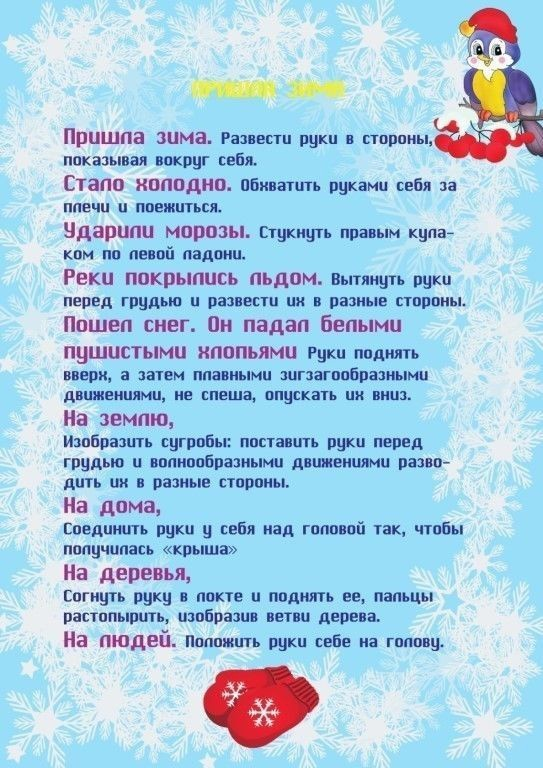 ПРИШЛА ЗИМА
Пришла зима. Развести руки в стороны,
показывая вокруг себя.
Стало холодно. Обхватить руками себя за
плечи и поежиться.
Ударили морозы. Стукнуть правым кула-
ком по левой ладони.
Реки покрылись льдом. Вытянуть руки
перед грудью и развести их в разные стороны.
Пошел снег. Он падал белыми
пушистыми хлопьями Руки поднять
вверх, а затем плавными зигзагообразными
движениями, не спеша, опускать их вниз.
На землю,
Изобразить сугробы: поставить руки перед
грудью и волнообразными движениями разво-
дить их в разные стороны.
На дома,
Соединить руки у себя над головой так, чтобы
получилась «крыша»
На деревья,
Согнуть руку в локте и поднять ее, пальцы
растопырить, изобразив ветви дерева.
На людей. Положить руки себе на голову.